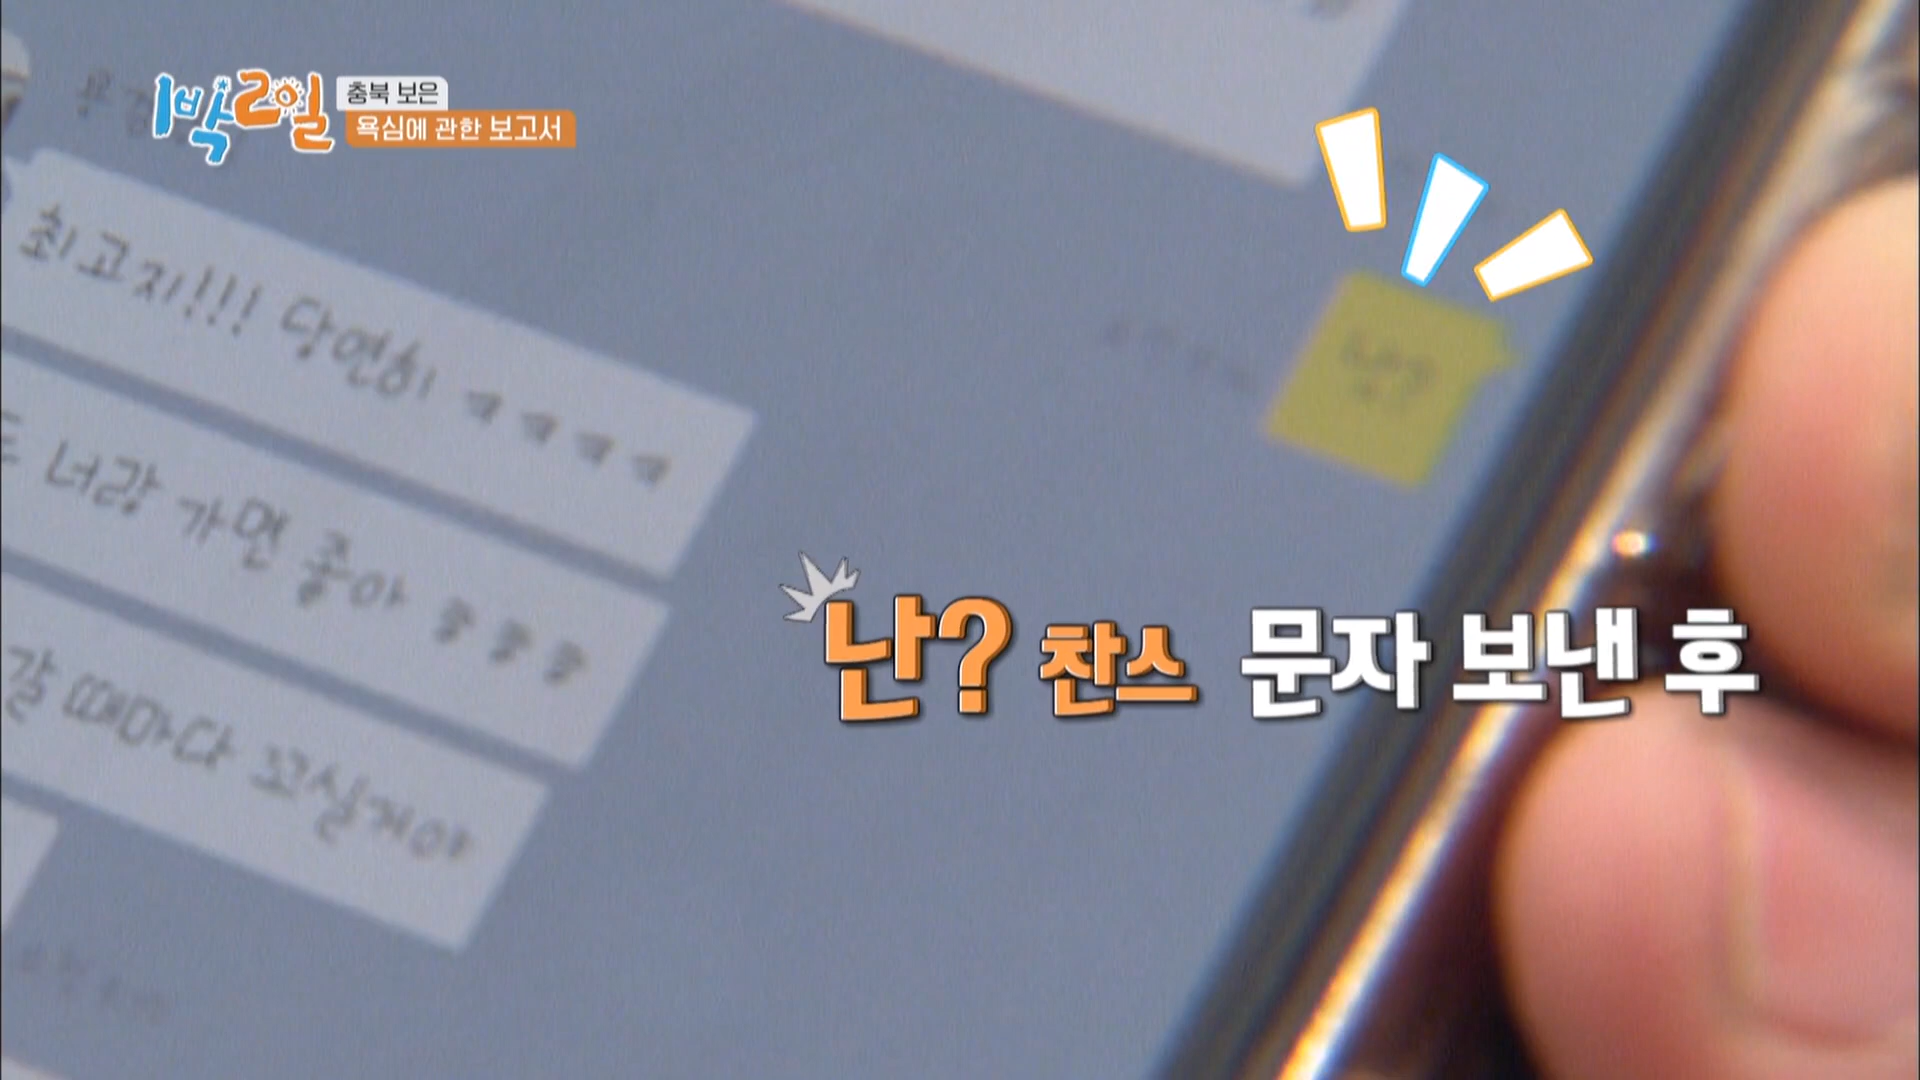 1박2일
충북 보은
욕심에 관한 보고서
최고지!!! 당연히 ㅋㅋㅋㅋ
너랑 가면 좋아 ㅎㅎㅎ
갈 때마다 꼬실게야
난?
난? 찬스 문자 보낸 후